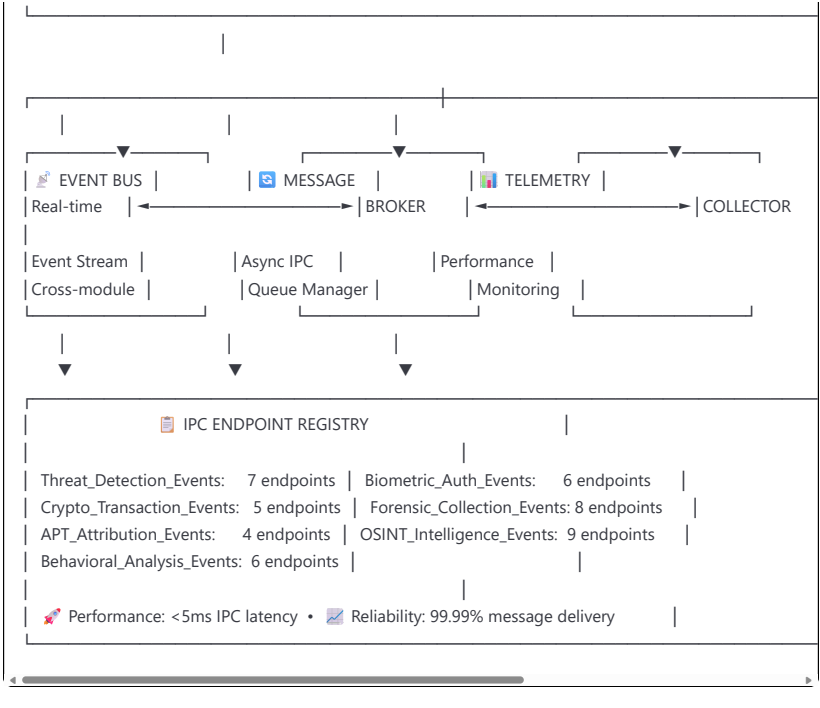 📡 EVENT BUS │ │ 🔄 MESSAGE │ │ 📊 TELEMETRY │
│Real-time │◄────────►│BROKER │◄────────►│COLLECTOR
│Event Stream │ │Async IPC │ │Performance │
│Cross-module │ │Queue Manager│ │Monitoring │
📋 IPC ENDPOINT REGISTRY
Threat_Detection_Events: 7 endpoints │ Biometric_Auth_Events: 6 endpoints │
Crypto_Transaction_Events: 5 endpoints │ Forensic_Collection_Events: 8 endpoints │
APT_Attribution_Events: 4 endpoints │ OSINT_Intelligence_Events: 9 endpoints │
Behavioral_Analysis_Events: 6 endpoints │ │
🚀 Performance: <5ms IPC latency • 📈 Reliability: 99.99% message delivery │